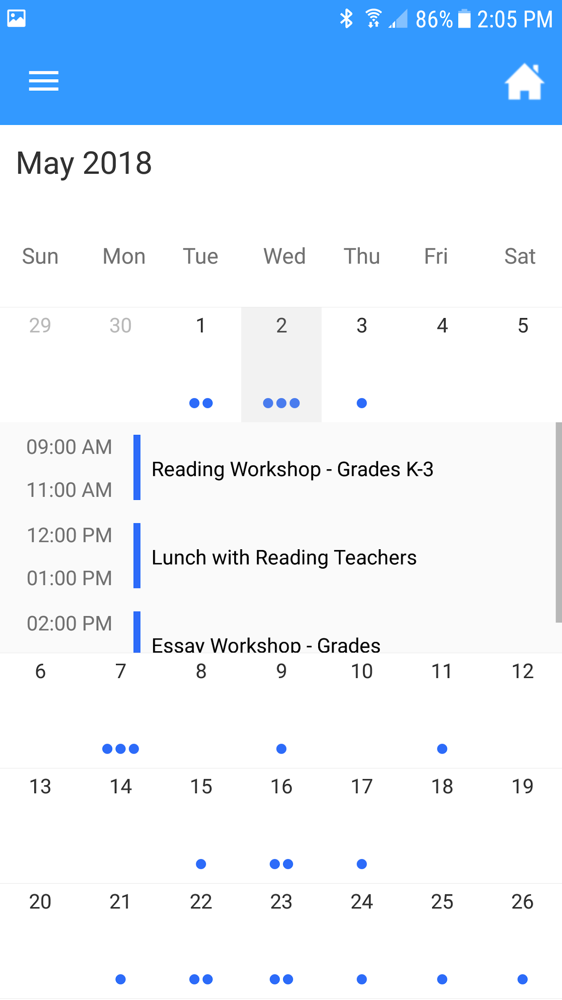 86% 2:05 PM
May 2018
Sun Mon Tue Wed Thu Fri Sat
29 30 1 2 3 4 5
09:00 AM
Reading Workshop - Grades K-3
11:00 AM
12:00 PM
Lunch with Reading Teachers
01:00 PM
02:00 PM
Essay Workshop - Grades
6 7 8 9 10 11 12
13 14 15 16 17 18 19
20 21 22 23 24 25 26